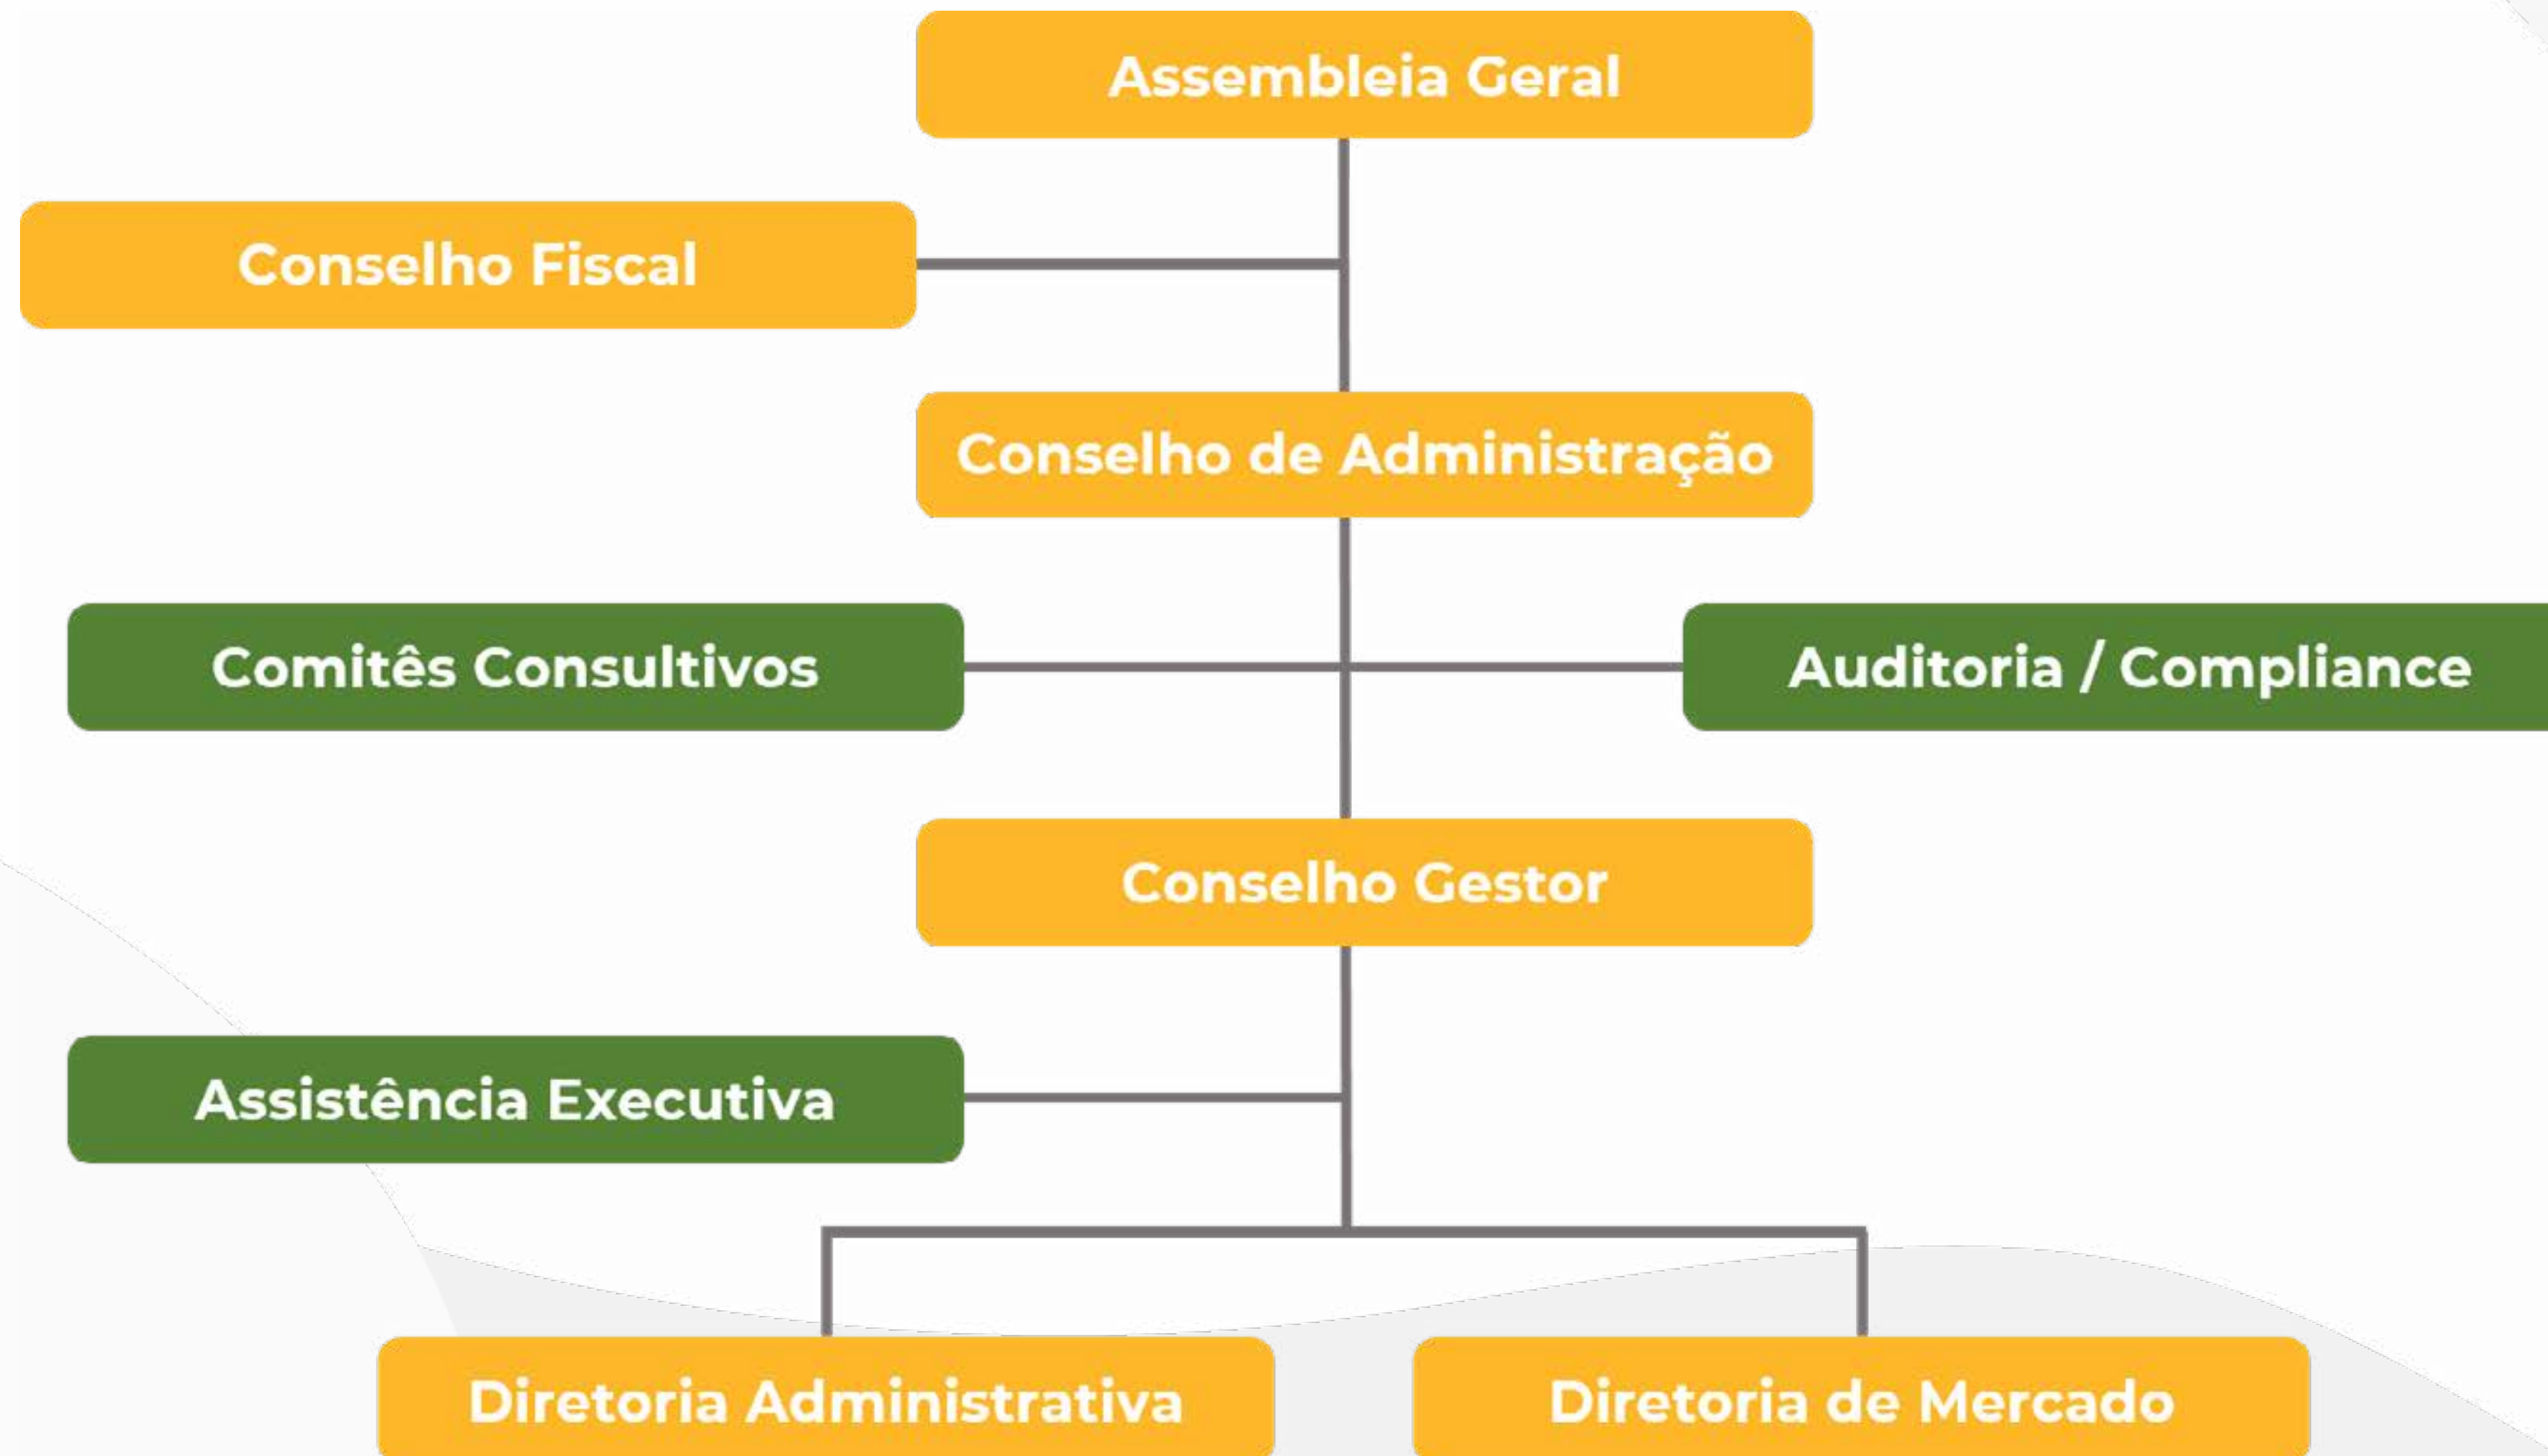 Assembleia Geral
Conselho Fiscal
Conselho de Administração
Comitês Consultivos
Auditoria / Compliance
Conselho Gestor
Assistência Executiva
Diretoria Administrativa
Diretoria de Mercado